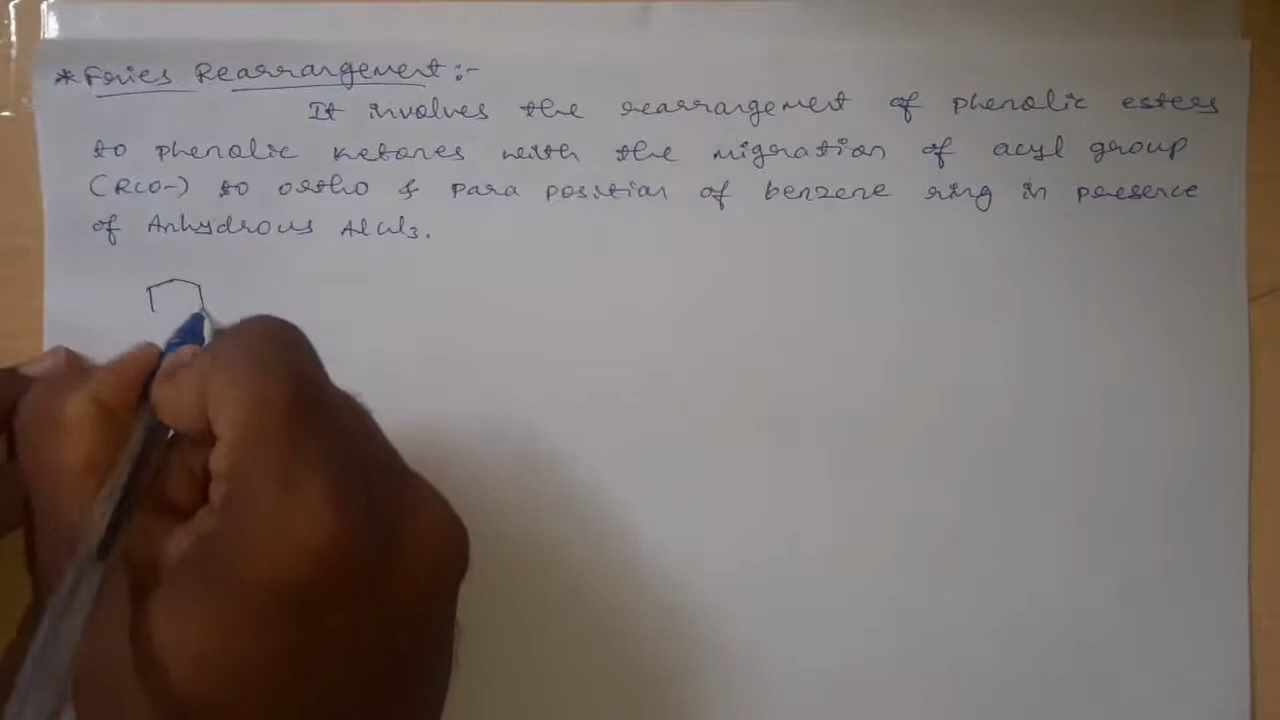 * Fries Rearrangement :-
It involves the rearrangement of phenolic esters
to phenolic ketones with the migration of acyl group
(RCO-) to ortho & para position of benzene ring in presence
of Anhydrous AlCl₃.